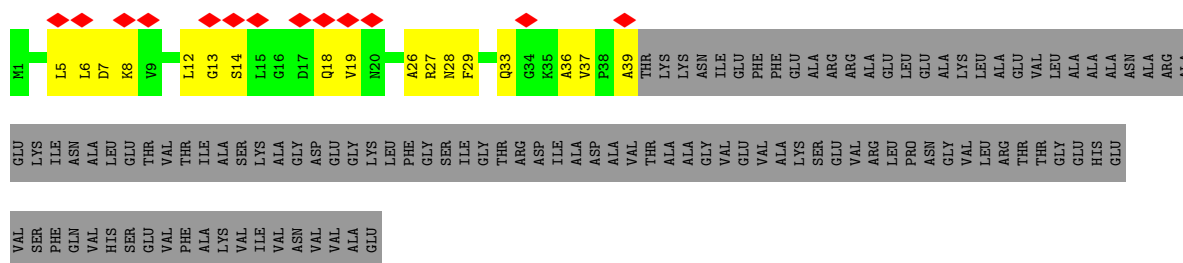 M1 L5 L6 D7 K8 V9 L12 G13 S14 L15 G16 D17 Q18 V19 N20 A26 R27 N28 F29 Q33 G34 K35 A36 V37 P38 A39 THR LYS LYS ASN ILE GLU PHE PHE GLU ALA ARG ARG ALA GLU LEU GLU ALA LYS LEU ALA GLU VAL LEU ALA ALA ALA ASN ALA ARG ALA
GLU LYS ILE ASN ALA LEU GLU THR VAL THR ILE ALA SER LYS ALA GLY ASP GLU GLY LYS LEU PHE GLY SER ILE GLY THR ARG ASP ILE ALA ASP ALA VAL THR ALA ALA GLY VAL GLU VAL ALA LYS SER GLU VAL ARG LEU PRO ASN GLY VAL LEU ARG THR THR GLY GLU HIS GLU
VAL SER PHE GLN VAL HIS SER GLU VAL PHE ALA LYS VAL ILE VAL ASN VAL VAL ALA GLU